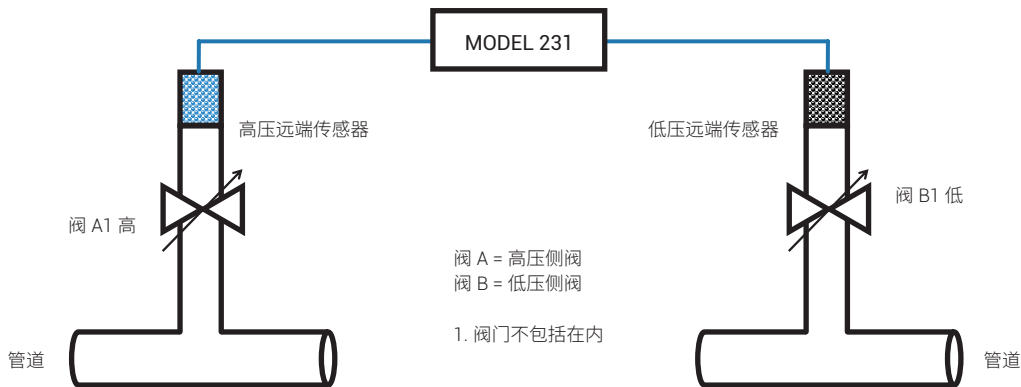 MODEL 231
高压远端传感器
低压远端传感器
阀 A1 高
阀 B1 低
阀 A = 高压侧阀
阀 B = 低压侧阀
1. 阀门不包括在内
管道
管道